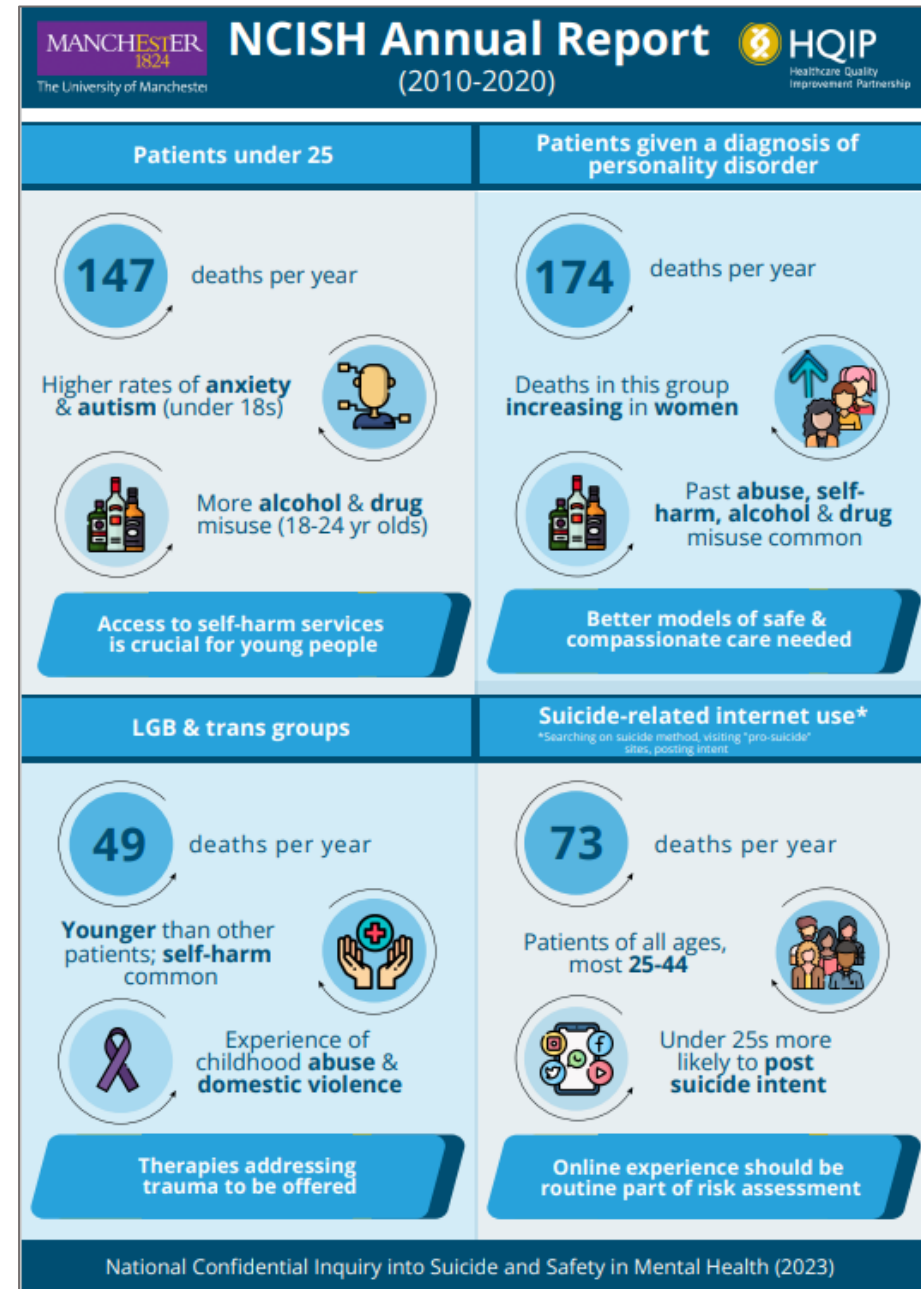 MANCHESTER
1824
The University of Manchester
NCISH Annual Report
(2010-2020)
HQIP
Healthcare Quality
Improvement Partnership
Patients under 25
147
deaths per year
Higher rates of anxiety
& autism (under 18s)
More alcohol & drug
misuse (18-24 yr olds)
Access to self-harm services
is crucial for young people
Patients given a diagnosis of
personality disorder
174
deaths per year
Deaths in this group
increasing in women
Past abuse, self-
harm, alcohol & drug
misuse common
Better models of safe &
compassionate care needed
LGB & trans groups
49
deaths per year
Younger than other
patients; self-harm
common
Experience of
childhood abuse &
domestic violence
Therapies addressing
trauma to be offered
Suicide-related internet use*
*Searching on suicide method, visiting "pro-suicide"
sites, posting intent
73
deaths per year
Patients of all ages,
most 25-44
Under 25s more
likely to post
suicide intent
Online experience should be
routine part of risk assessment
National Confidential Inquiry into Suicide and Safety in Mental Health (2023)